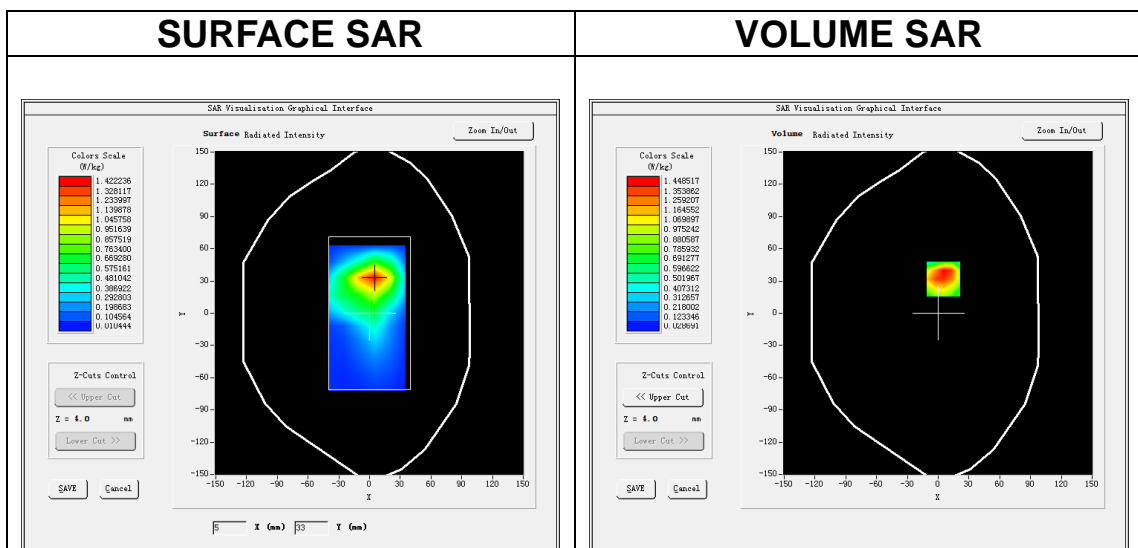 SURFACE SAR
VOLUME SAR
SAR Visualisation Graphical Interface
Surface Radiated Intensity
Zoom In/Out
Colors Scale
(W/kg)
1.422236
1.328117
1.233997
1.139878
1.045758
0.951639
0.857519
0.763400
0.669280
0.575161
0.481042
0.386922
0.292803
0.198683
0.104564
0.010444
150
120
90
60
30
0
-30
-60
-90
-120
-150
Y
-150 -120 -90 -60 -30 0 30 60 90 120 150
X
Z-Cuts Control
<< Upper Cut
Z = 4.0 mm
Lower Cut >>
SAVE Cancel
5 X (mm) 33 Y (mm)
SAR Visualisation Graphical Interface
Volume Radiated Intensity
Zoom In/Out
Colors Scale
(W/kg)
1.448517
1.353862
1.259207
1.164552
1.069897
0.975242
0.880587
0.785932
0.691277
0.596622
0.501967
0.407312
0.312657
0.218002
0.123346
0.028691
150
120
90
60
30
0
-30
-60
-90
-120
-150
Y
-150 -120 -90 -60 -30 0 30 60 90 120 150
X
Z-Cuts Control
<< Upper Cut
Z = 4.0 mm
Lower Cut >>
SAVE Cancel